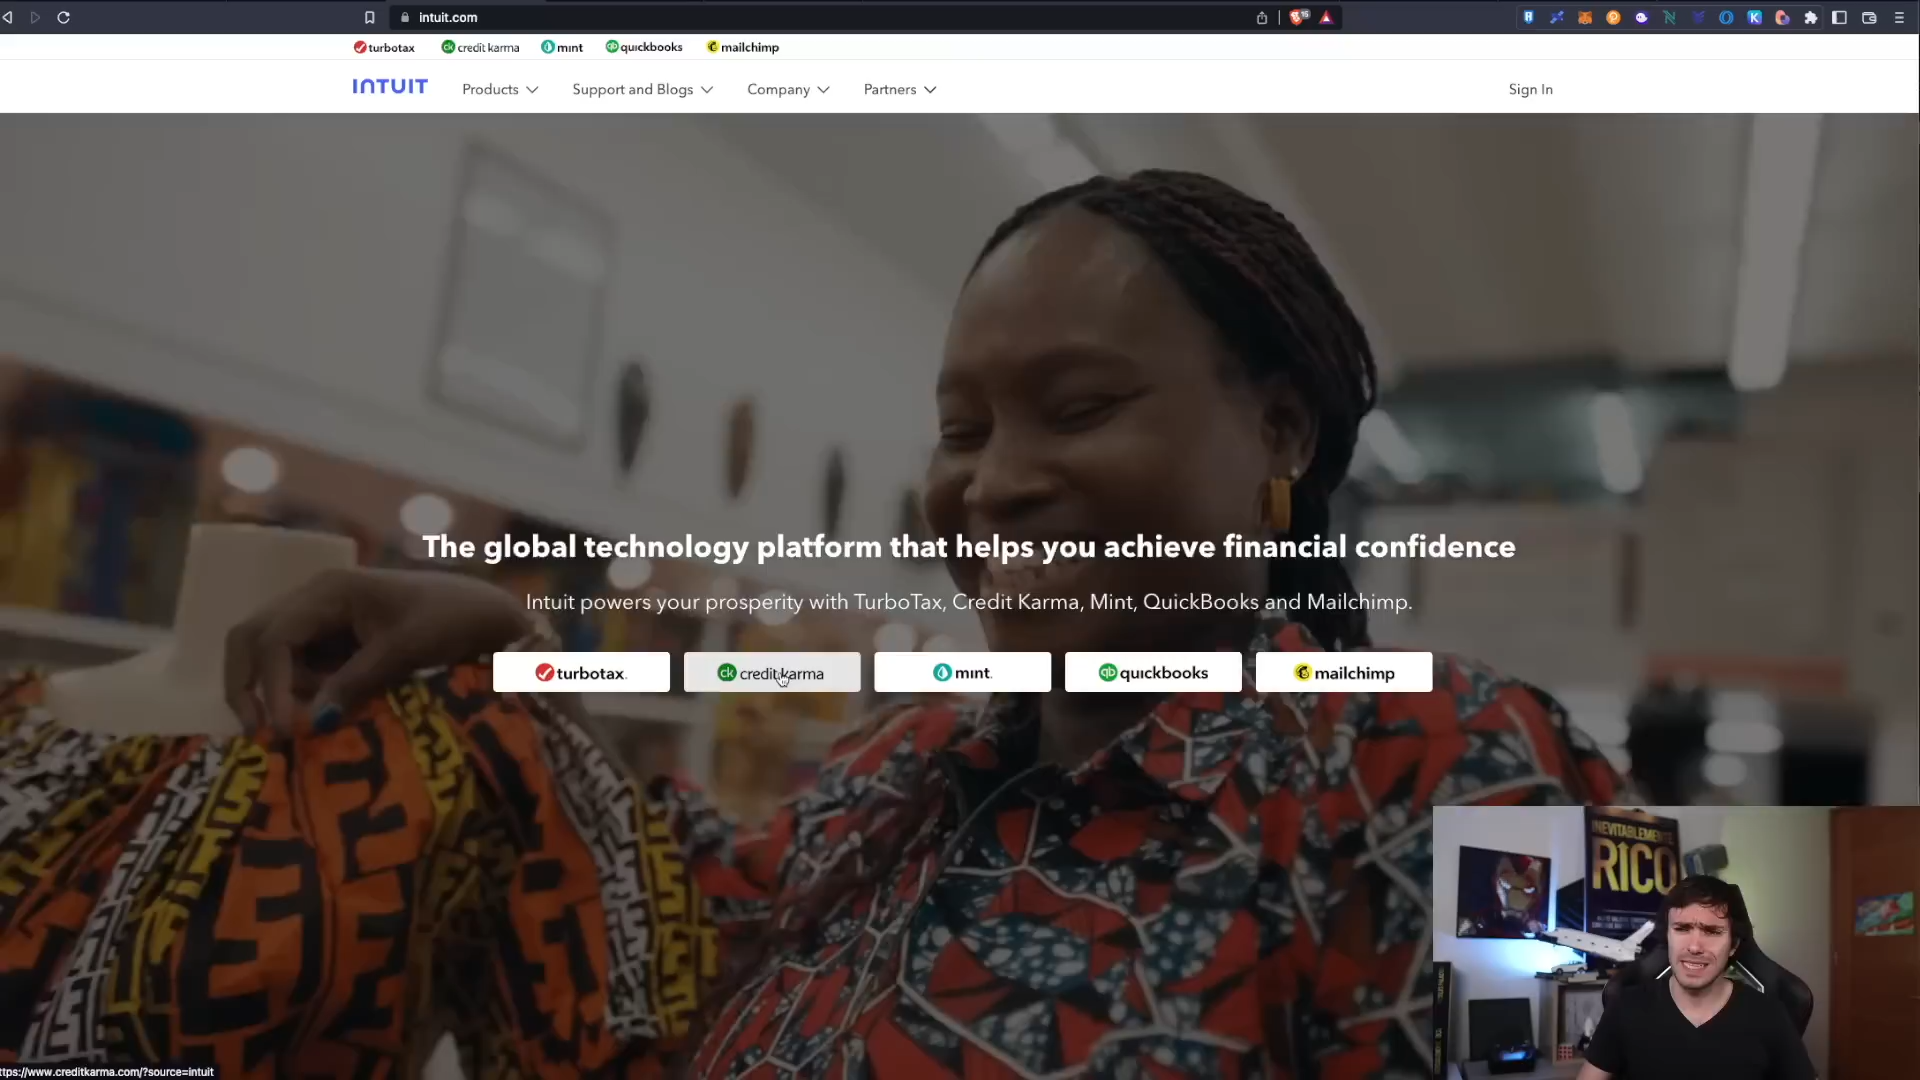 intuit.com
turbotax credit karma mint quickbooks mailchimp
INTUIT Products Support and Blogs Company Partners Sign In
The global technology platform that helps you achieve financial confidence
Intuit powers your prosperity with TurboTax, Credit Karma, Mint, QuickBooks and Mailchimp.
turbotax. credit karma mint. quickbooks mailchimp
INEVITABLEMENTE
RICO
ttps://www.creditkarma.com/?source=intuit